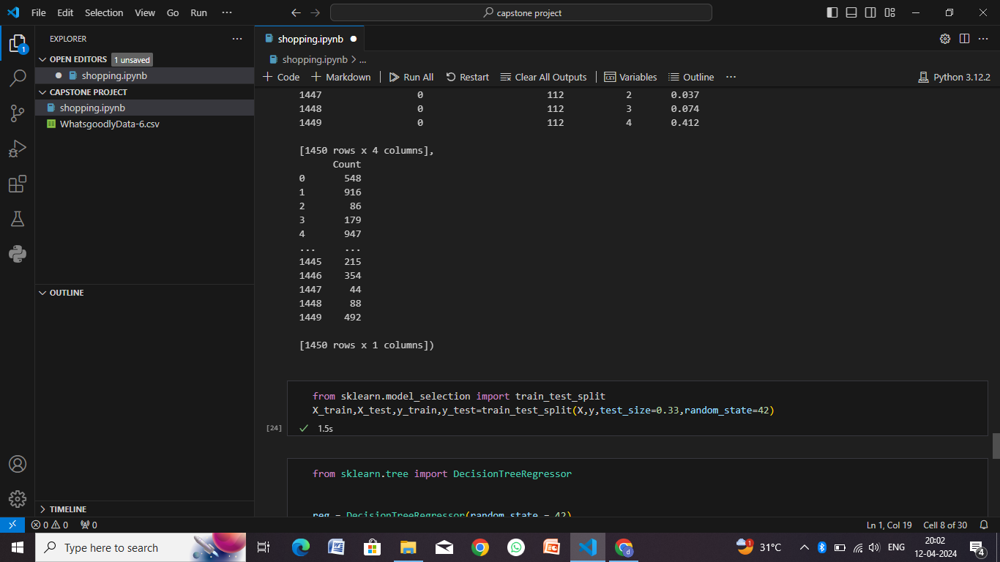 File Edit Selection View Go Run ···
capstone project
EXPLORER
OPEN EDITORS 1 unsaved
shopping.ipynb
CAPSTONE PROJECT
shopping.ipynb
WhatsgoodlyData-6.csv
OUTLINE
TIMELINE
1
shopping.ipynb
shopping.ipynb > ...
+ Code + Markdown | Run All Restart Clear All Outputs | Variables Outline ···
Python 3.12.2
1447 0 112 2 0.037
1448 0 112 3 0.074
1449 0 112 4 0.412
[1450 rows x 4 columns],
Count
0 548
1 916
2 86
3 179
4 947
... ...
1445 215
1446 354
1447 44
1448 88
1449 492
[1450 rows x 1 columns])
from sklearn.model_selection import train_test_split
X_train,X_test,y_train,y_test=train_test_split(X,y,test_size=0.33,random_state=42)
[24] ✓ 1.5s
from sklearn.tree import DecisionTreeRegressor
reg = DecisionTreeRegressor(random_state = 42)
0 0 0
Ln 1, Col 19 Cell 8 of 30
Type here to search
1 31°C ENG
20:02
12-04-2024
4